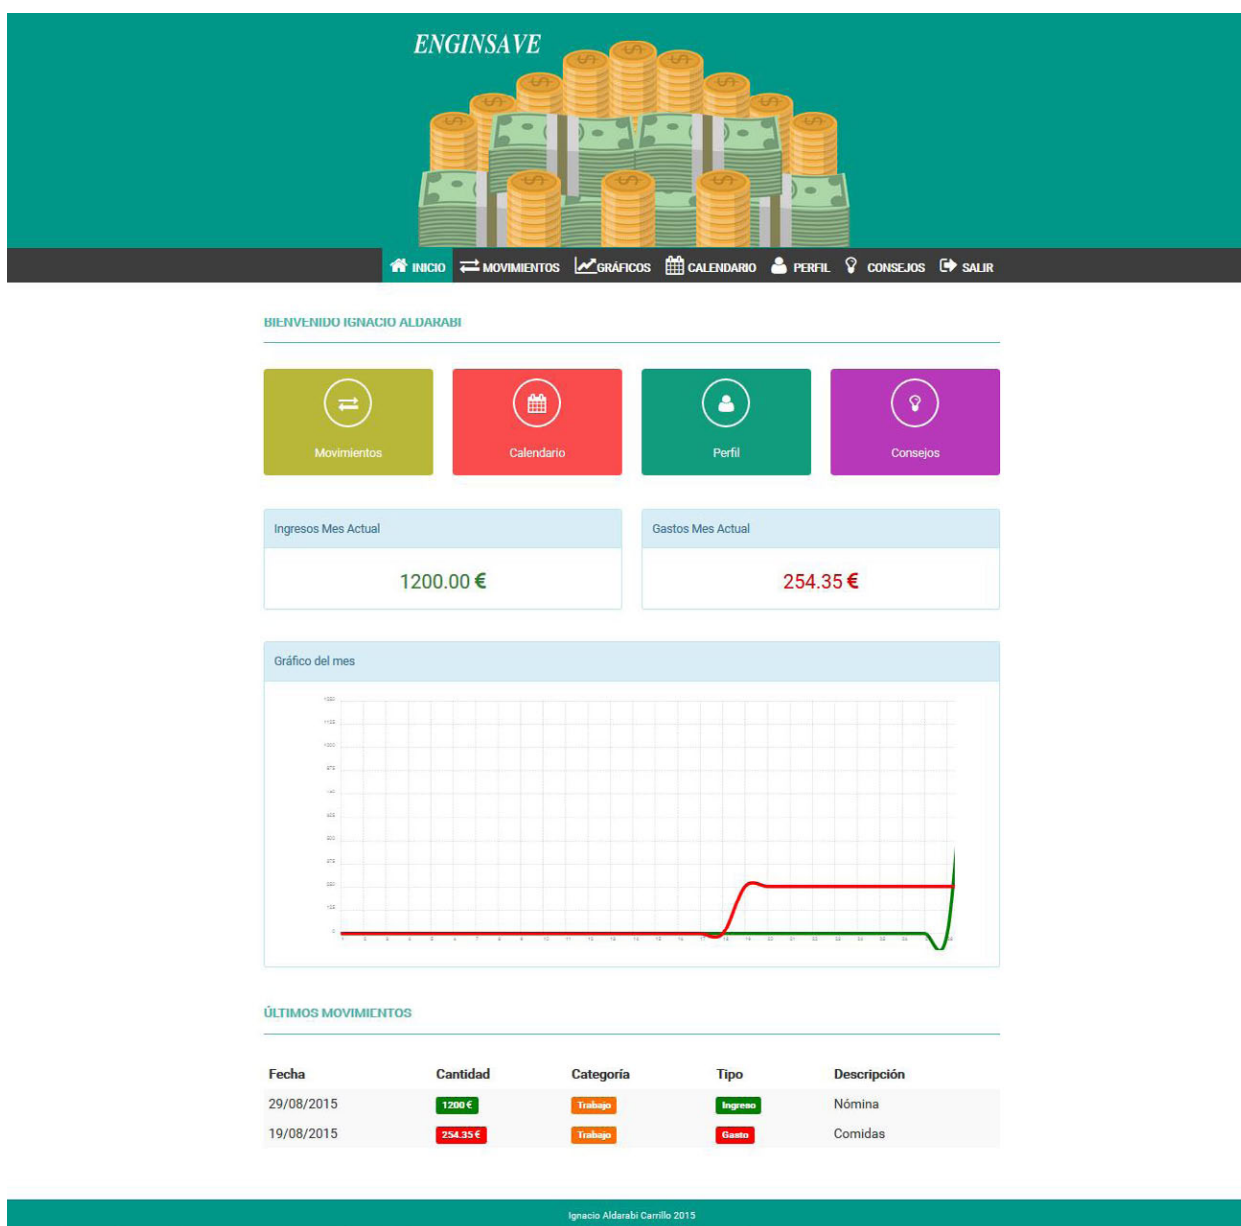 ENGINSAVE
INICIO MOVIMIENTOS GRÁFICOS CALENDARIO PERFIL CONSEJOS SALIR
BIENVENIDO IGNACIO ALDARABI
Movimientos Calendario Perfil Consejos
Ingresos Mes Actual Gastos Mes Actual
1200.00 € 254.35 €
Gráfico del mes
ÚLTIMOS MOVIMIENTOS
Fecha Cantidad Categoría Tipo Descripción
29/08/2015 1200 € Trabajo Ingreso Nómina
19/08/2015 254.35 € Trabajo Gasto Comidas
Ignacio Aldarabi Carrillo 2015